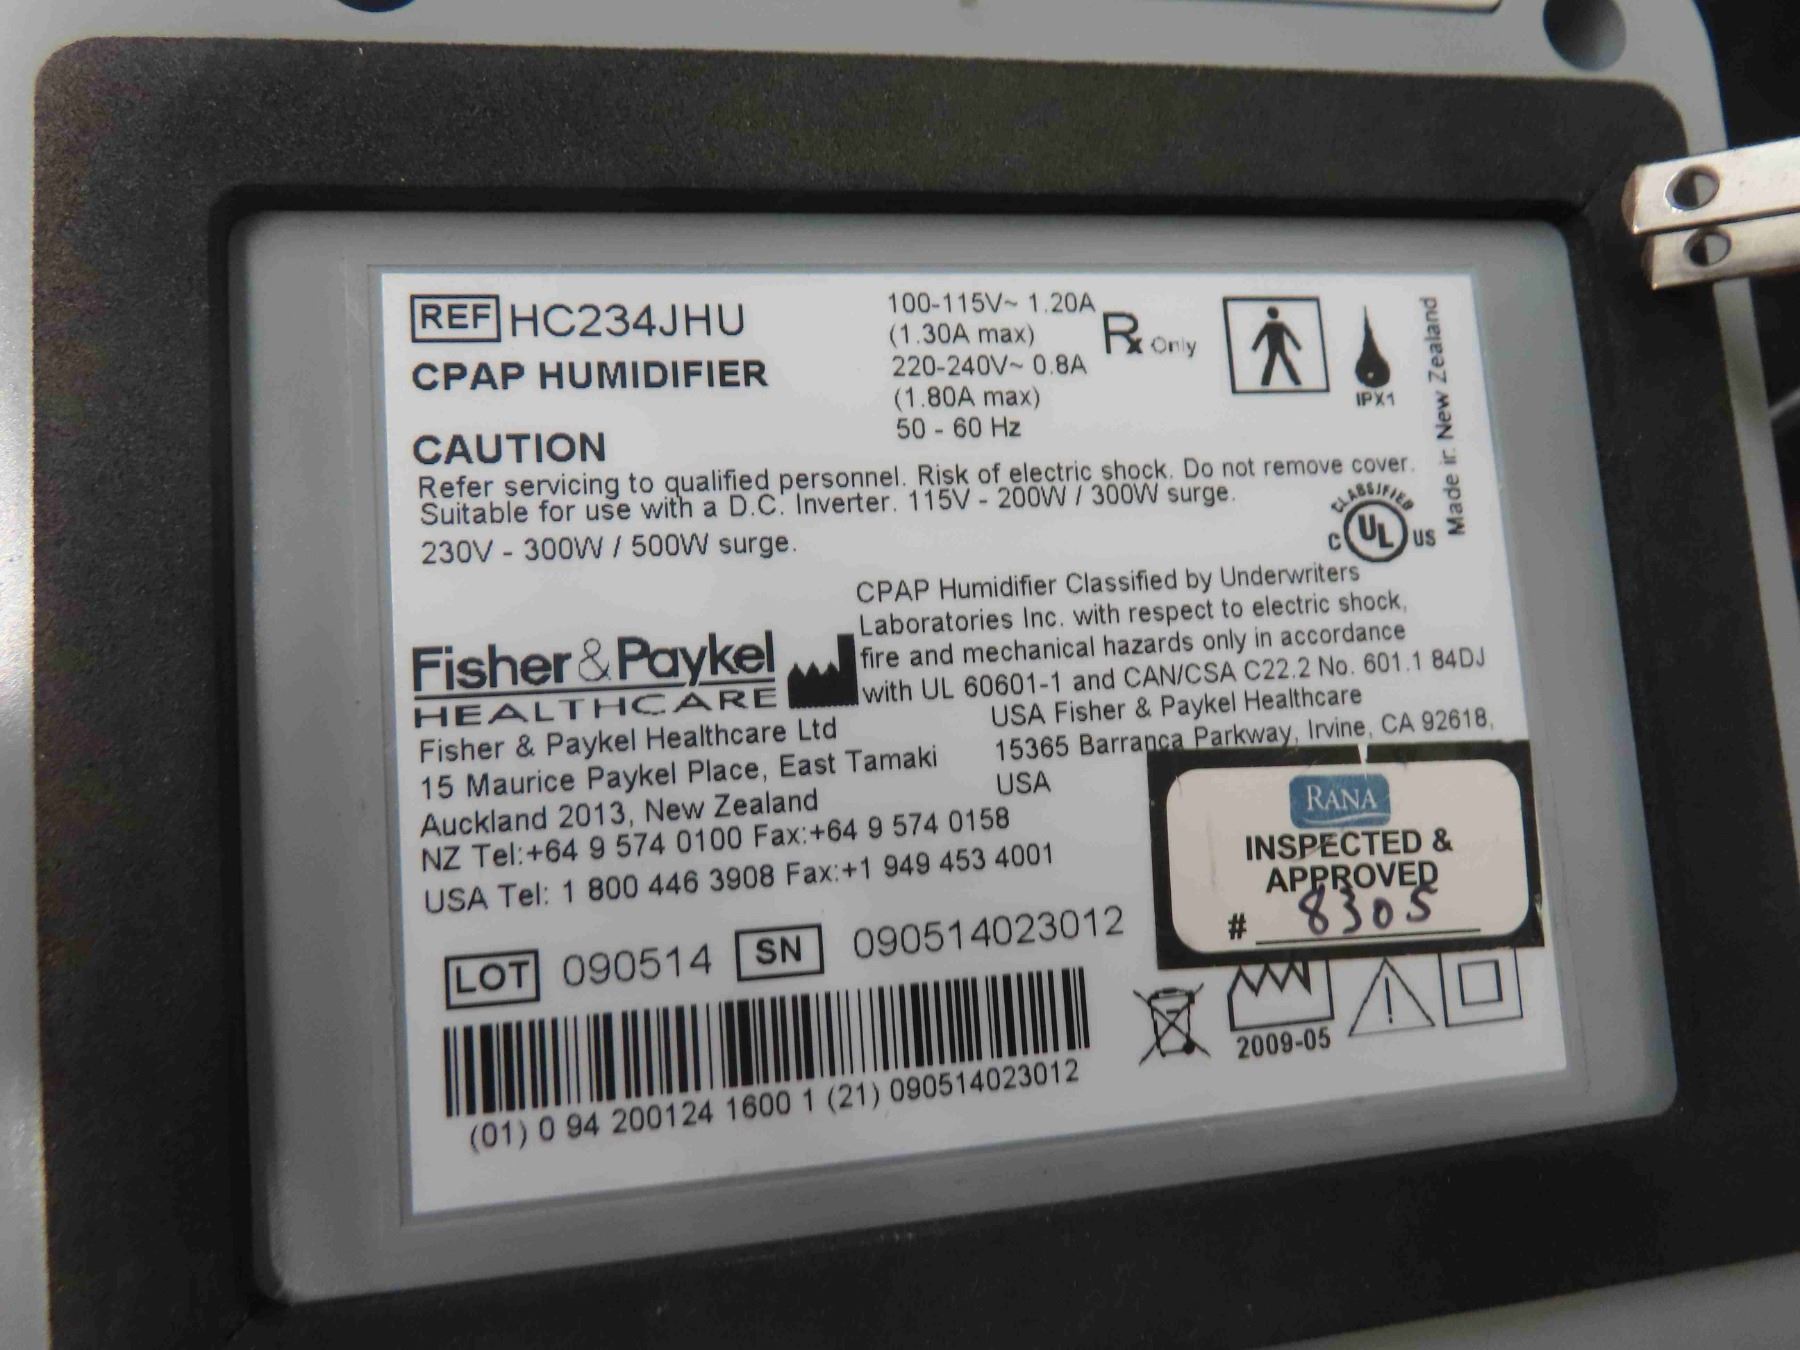 REF HC234JHU
CPAP HUMIDIFIER
100-115V~ 1.20A
(1.30A max)
220-240V~ 0.8A
(1.80A max)
50 - 60 Hz
Rx Only
IPX1
Made in New Zealand
CAUTION
Refer servicing to qualified personnel. Risk of electric shock. Do not remove cover.
Suitable for use with a D.C. Inverter. 115V - 200W / 300W surge.
230V - 300W / 500W surge.
CLASSIFIED
C UL US
CPAP Humidifier Classified by Underwriters
Laboratories Inc. with respect to electric shock,
fire and mechanical hazards only in accordance
with UL 60601-1 and CAN/CSA C22.2 No. 601.1 84DJ
Fisher & Paykel
HEALTHCARE
Fisher & Paykel Healthcare Ltd
15 Maurice Paykel Place, East Tamaki
Auckland 2013, New Zealand
NZ Tel:+64 9 574 0100 Fax:+64 9 574 0158
USA Tel: 1 800 446 3908 Fax:+1 949 453 4001
USA Fisher & Paykel Healthcare
15365 Barranca Parkway, Irvine, CA 92618,
USA
RANA
INSPECTED &
APPROVED
# 8305
LOT 090514 SN 090514023012
(01) 0 94 200124 1600 1 (21) 090514023012
2009-05